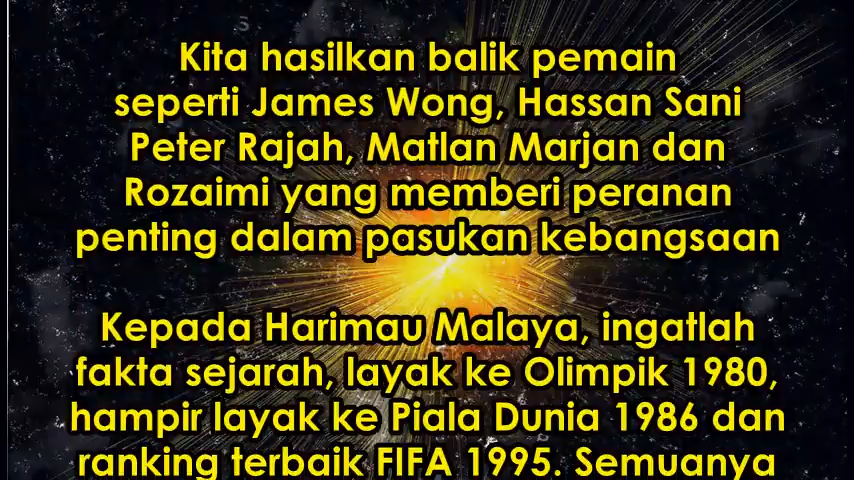 Kita hasilkan balik pemain
seperti James Wong, Hassan Sani
Peter Rajah, Matlan Marjan dan
Rozaimi yang memberi peranan
penting dalam pasukan kebangsaan
Kepada Harimau Malaya, ingatlah
fakta sejarah, layak ke Olimpik 1980,
hampir layak ke Piala Dunia 1986 dan
ranking terbaik FIFA 1995. Semuanya